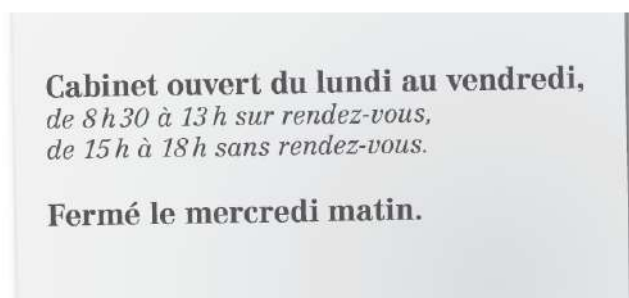 Cabinet ouvert du lundi au vendredi,
de 8 h 30 à 13 h sur rendez-vous,
de 15 h à 18 h sans rendez-vous.
Fermé le mercredi matin.